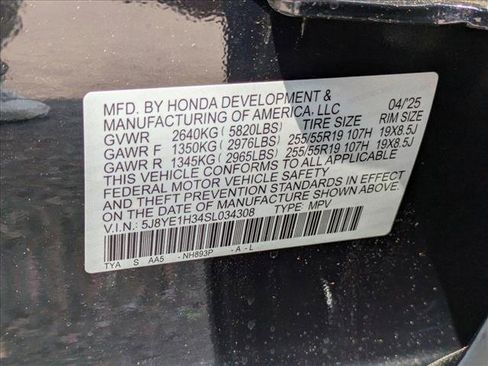 MFD. BY HONDA DEVELOPMENT & 04/'25
MANUFACTURING OF AMERICA, LLC
GVWR 2640KG (5820LBS) TIRE SIZE RIM SIZE
GAWR F 1350KG (2976LBS) 255/55R19 107H 19X8.5J
GAWR R 1345KG (2965LBS) 255/55R19 107H 19X8.5J
THIS VEHICLE CONFORMS TO ALL APPLICABLE
FEDERAL MOTOR VEHICLE SAFETY
AND THEFT PREVENTION STANDARDS IN EFFECT
ON THE DATE OF MANUFACTURE SHOWN ABOVE.
V.I.N.: 5J8YE1H34SL034308 TYPE: MPV
TYA S AA5 - NH893P - A - L